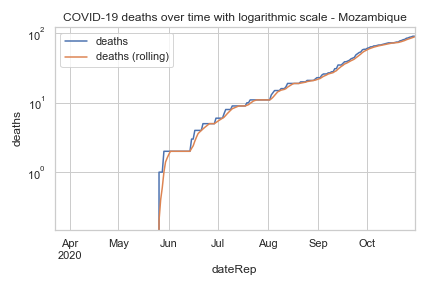 COVID-19 deaths over time with logarithmic scale - Mozambique
deaths
deaths (rolling)
10²
10¹
10⁰
deaths
Apr
2020
May
Jun
Jul
Aug
Sep
Oct
dateRep